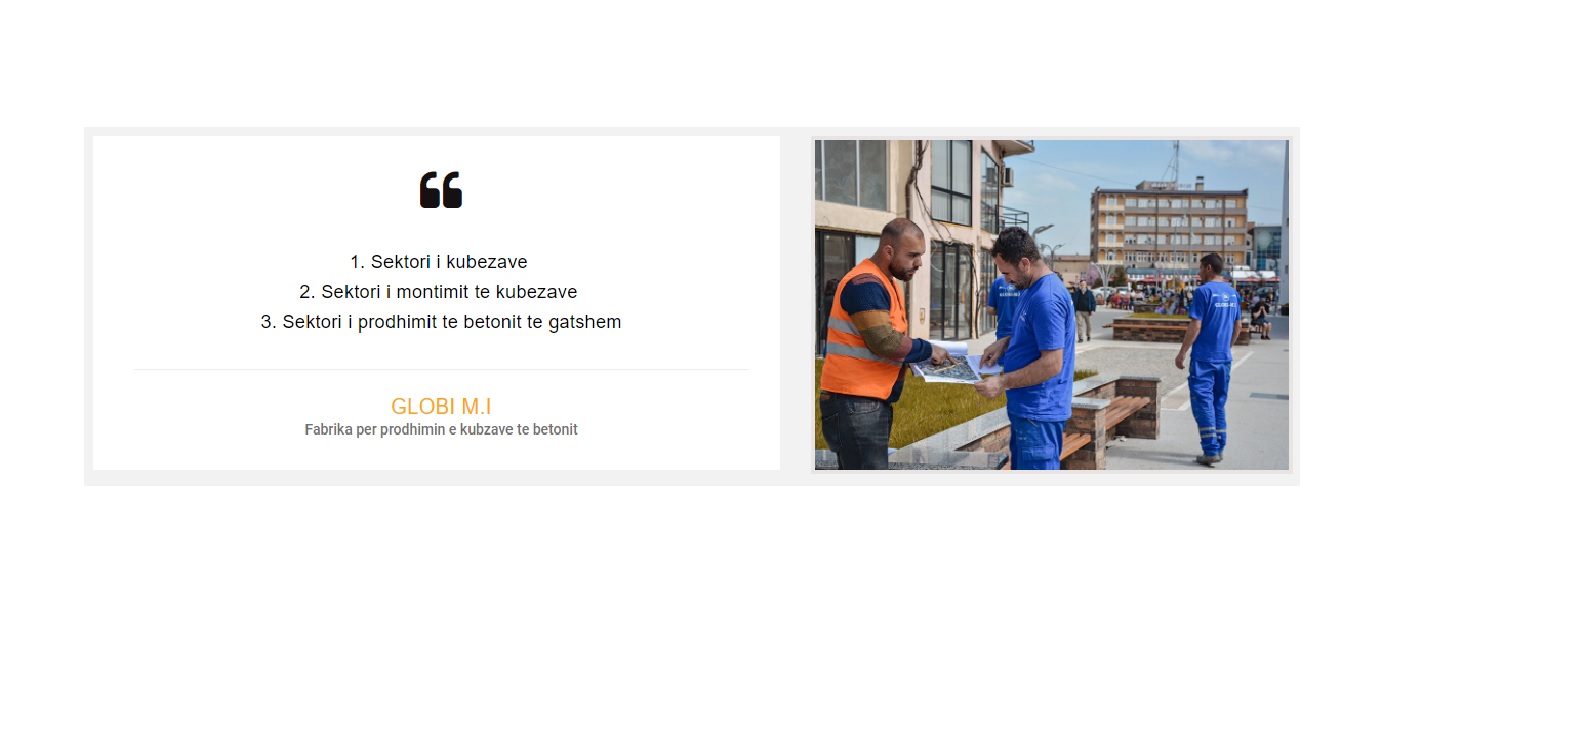 1. Sektori i kubezave
2. Sektori i montimit te kubezave
3. Sektori i prodhimit te betonit te gatshem
GLOBI M.I
Fabrika per prodhimin e kubzave te betonit